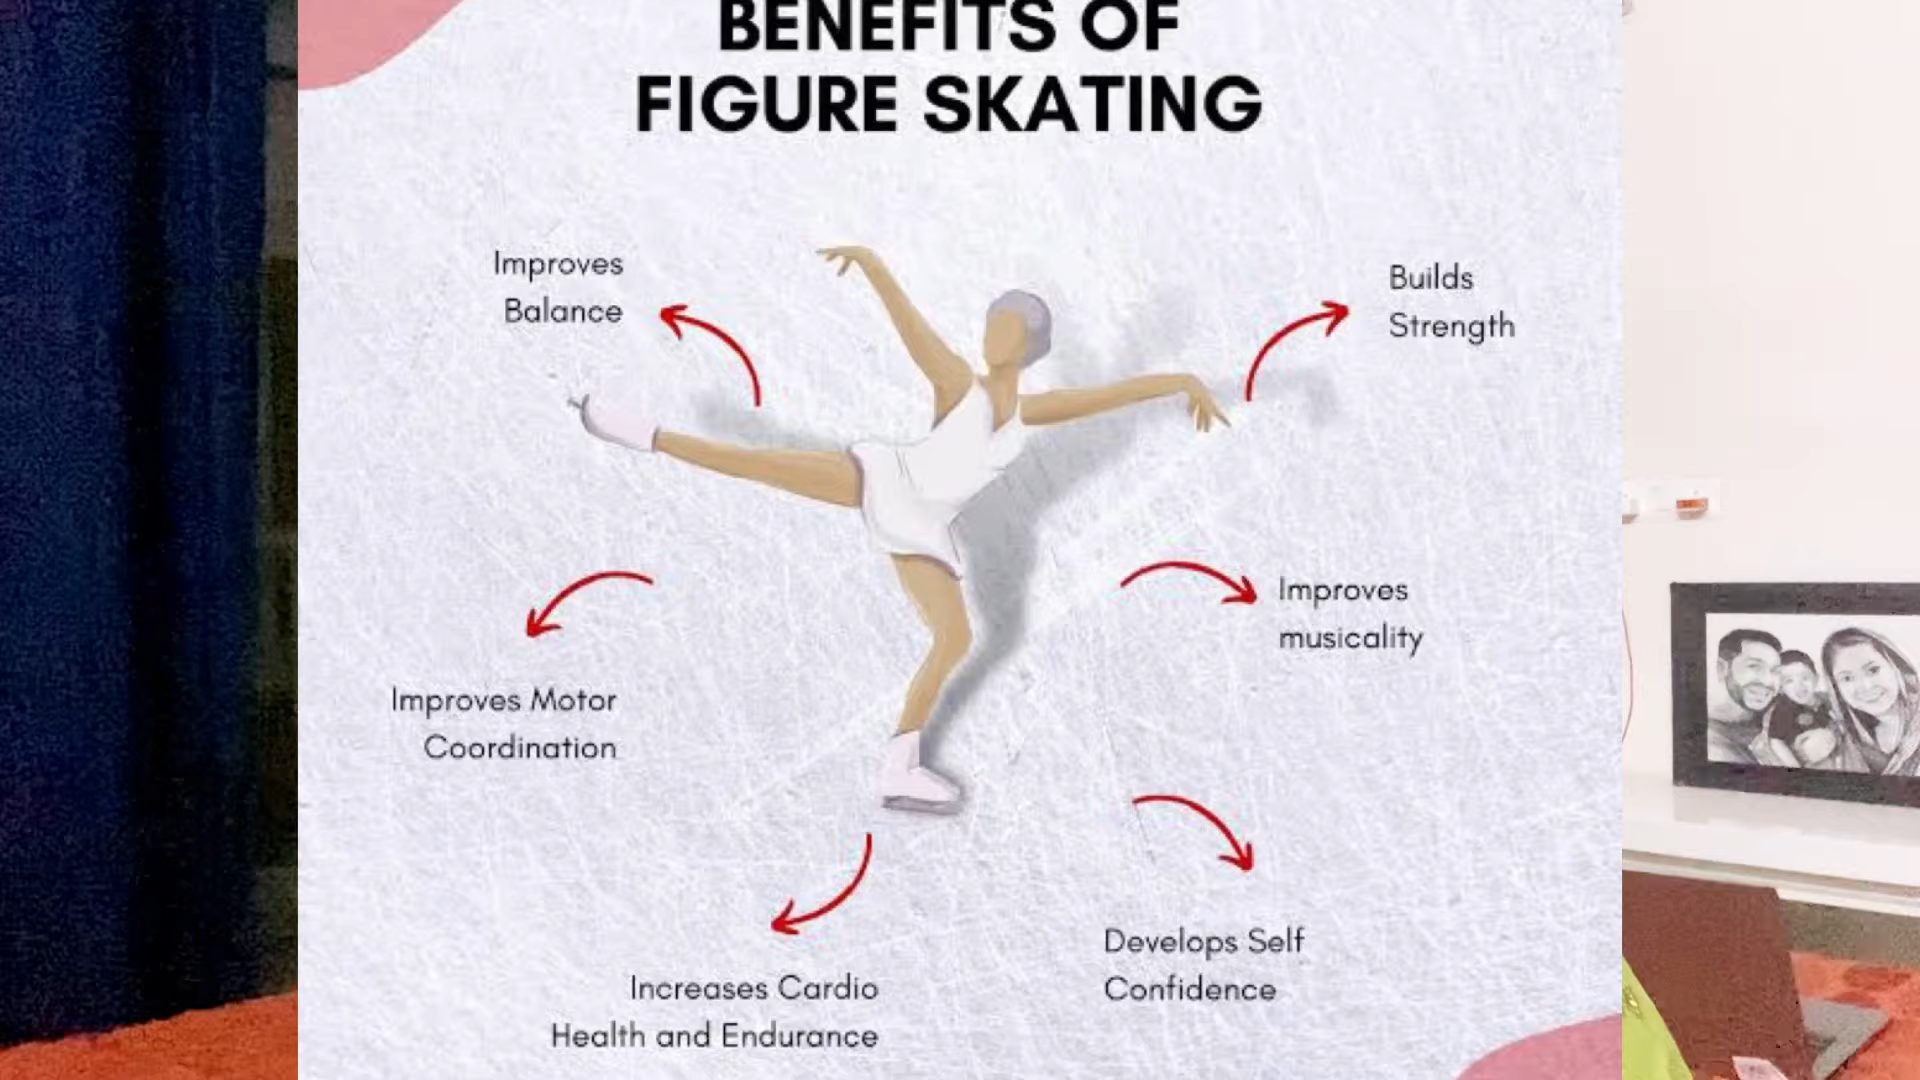 BENEFITS OF
FIGURE SKATING
Improves
Balance
Builds
Strength
Improves
musicality
Improves Motor
Coordination
Develops Self
Confidence
Increases Cardio
Health and Endurance